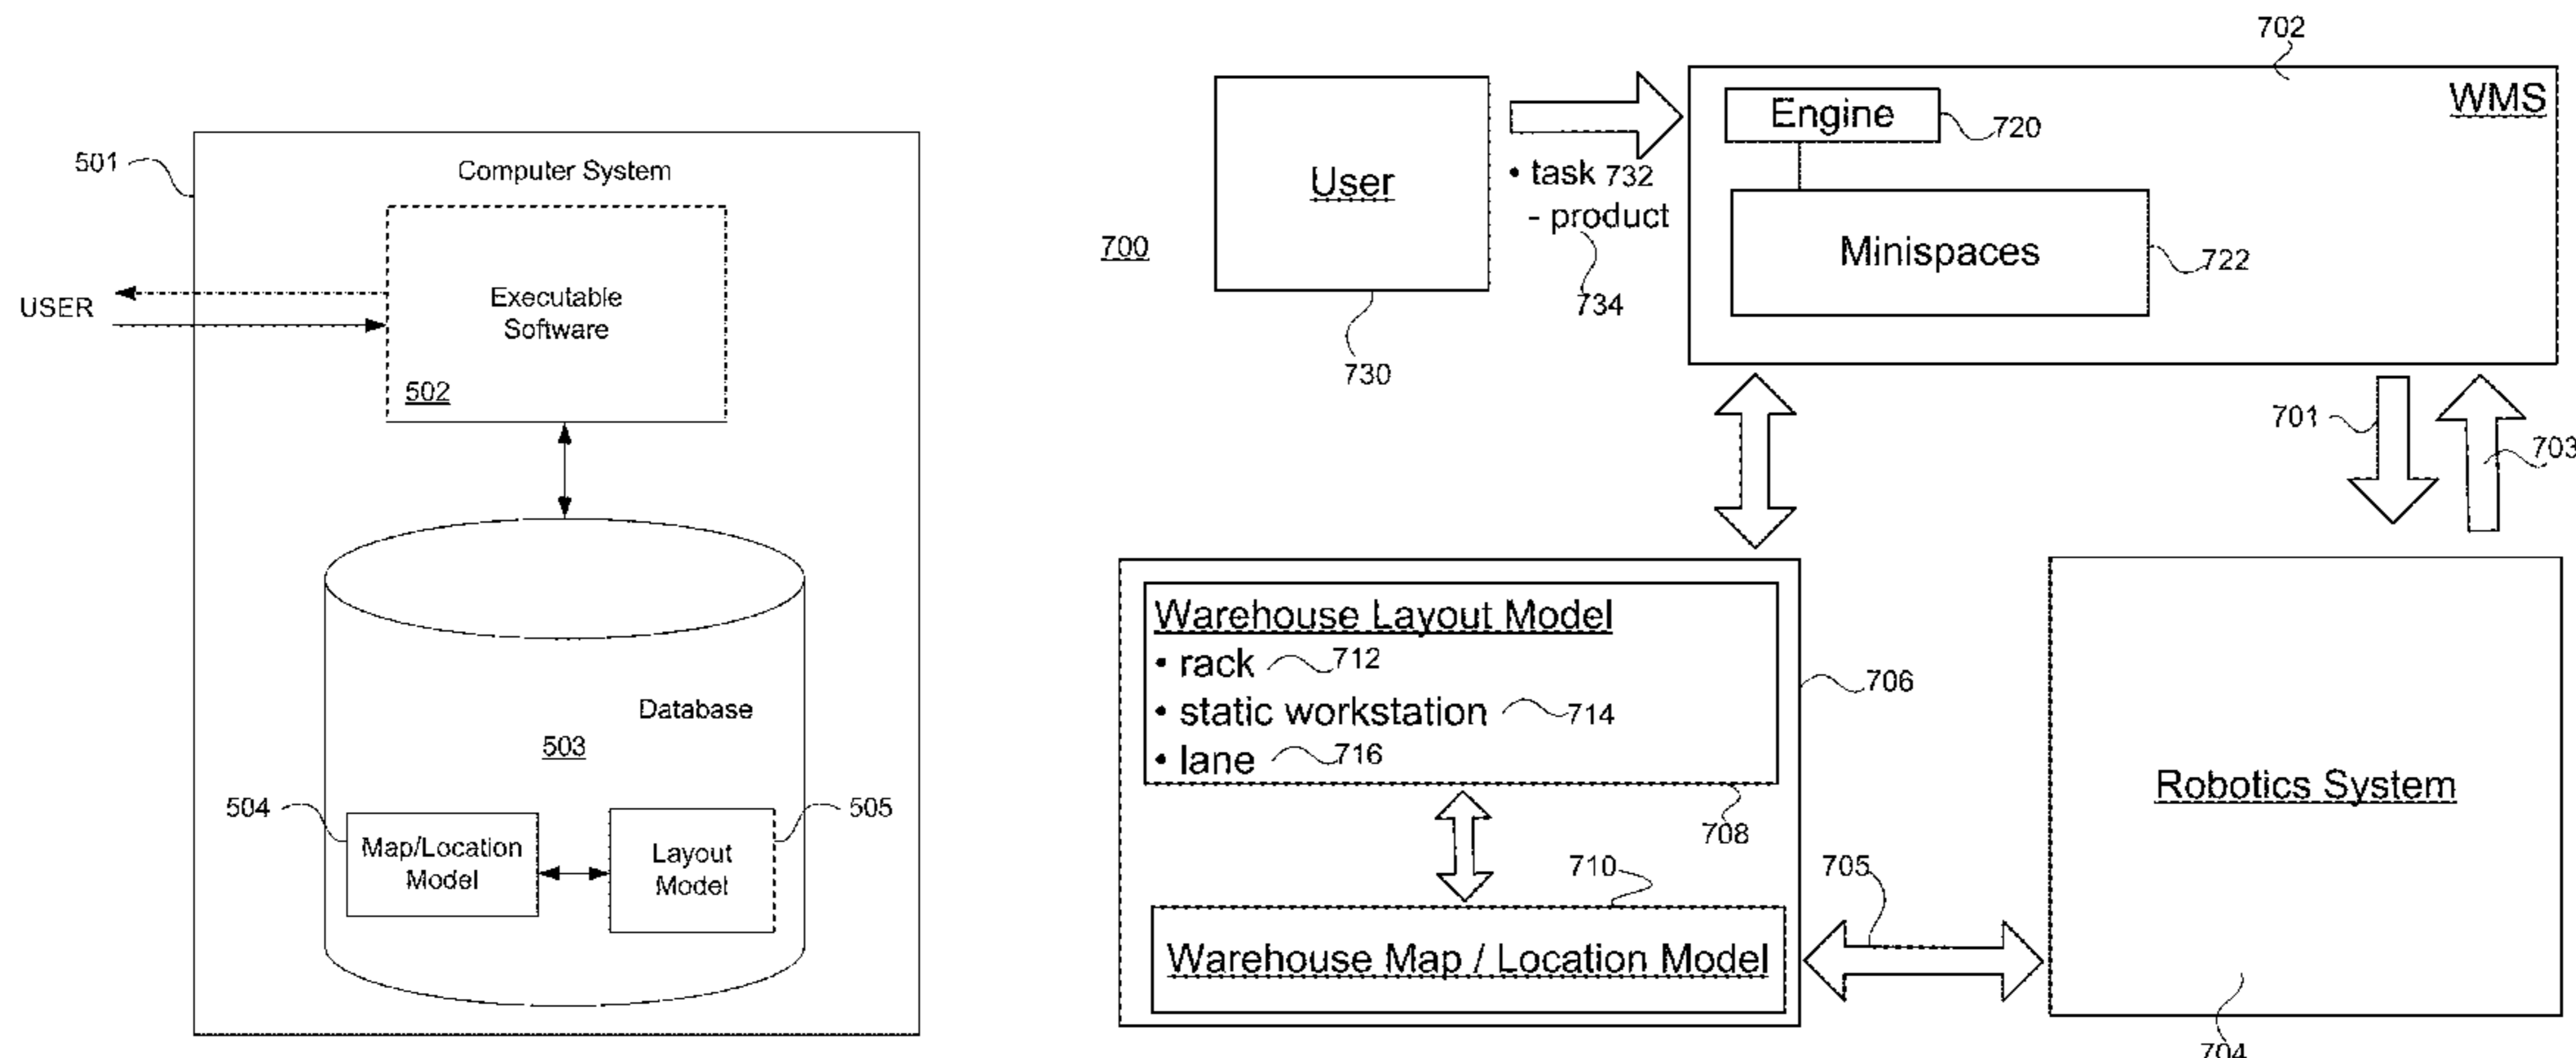 501
Computer System
USER
Executable
Software
502
Database
503
504
505
Map/Location
Model
Layout
Model
700
User
730
• task 732
- product
734
702
WMS
Engine
720
Minispaces
722
701
703
Warehouse Layout Model
• rack 712
• static workstation 714
• lane 716
706
708
710
Warehouse Map / Location Model
705
Robotics System
704